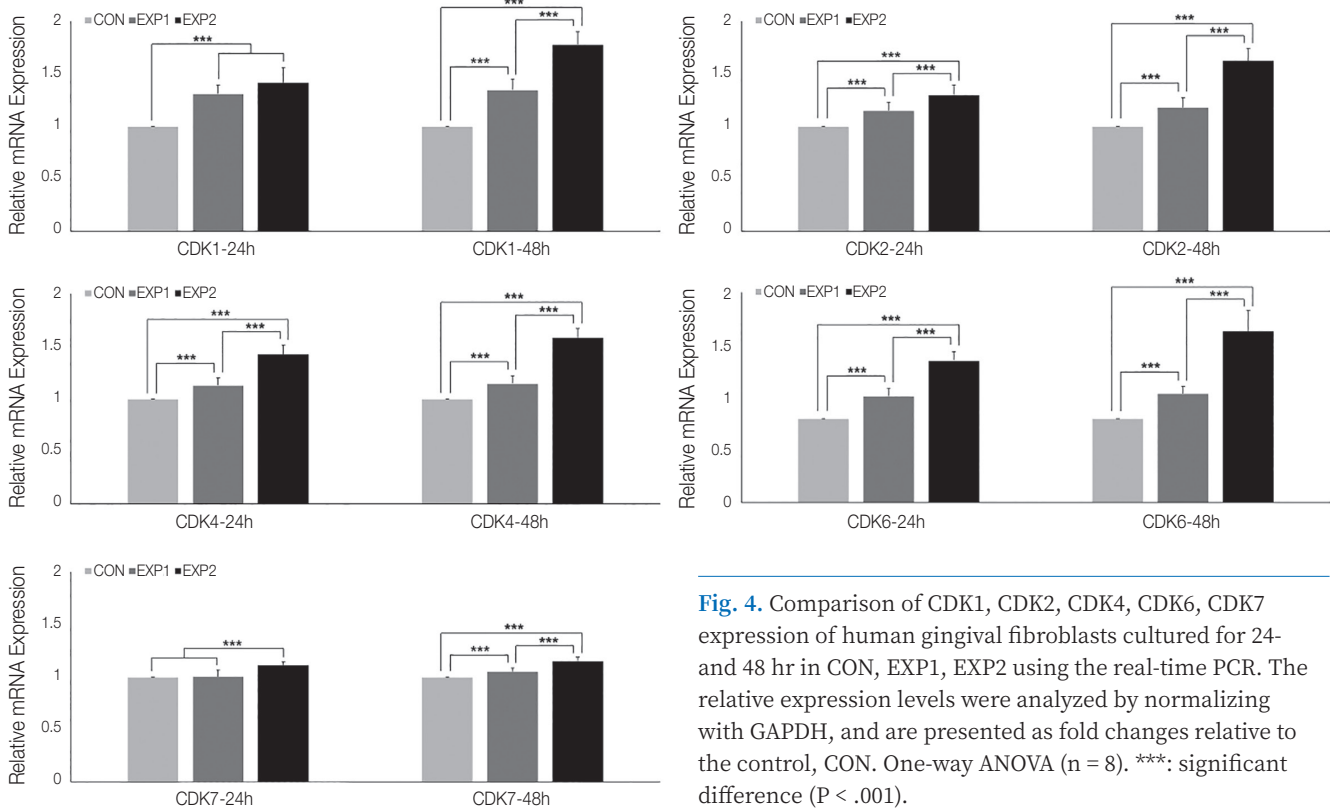 Relative mRNA Expression
2
1.5
1
0.5
0
CON EXP1 EXP2
***
***
***
***
CDK1-24h
CDK1-48h
Relative mRNA Expression
2
1.5
1
0.5
0
CON EXP1 EXP2
***
***
***
***
***
***
CDK2-24h
CDK2-48h
Relative mRNA Expression
2
1.5
1
0.5
0
CON EXP1 EXP2
***
***
***
***
***
***
CDK4-24h
CDK4-48h
Relative mRNA Expression
2
1.5
1
0.5
0
CON EXP1 EXP2
***
***
***
***
***
***
CDK6-24h
CDK6-48h
Relative mRNA Expression
2
1.5
1
0.5
0
CON EXP1 EXP2
***
***
***
***
CDK7-24h
CDK7-48h
Fig. 4. Comparison of CDK1, CDK2, CDK4, CDK6, CDK7
expression of human gingival fibroblasts cultured for 24-
and 48 hr in CON, EXP1, EXP2 using the real-time PCR. The
relative expression levels were analyzed by normalizing
with GAPDH, and are presented as fold changes relative to
the control, CON. One-way ANOVA (n = 8). ***: significant
difference (P < .001).